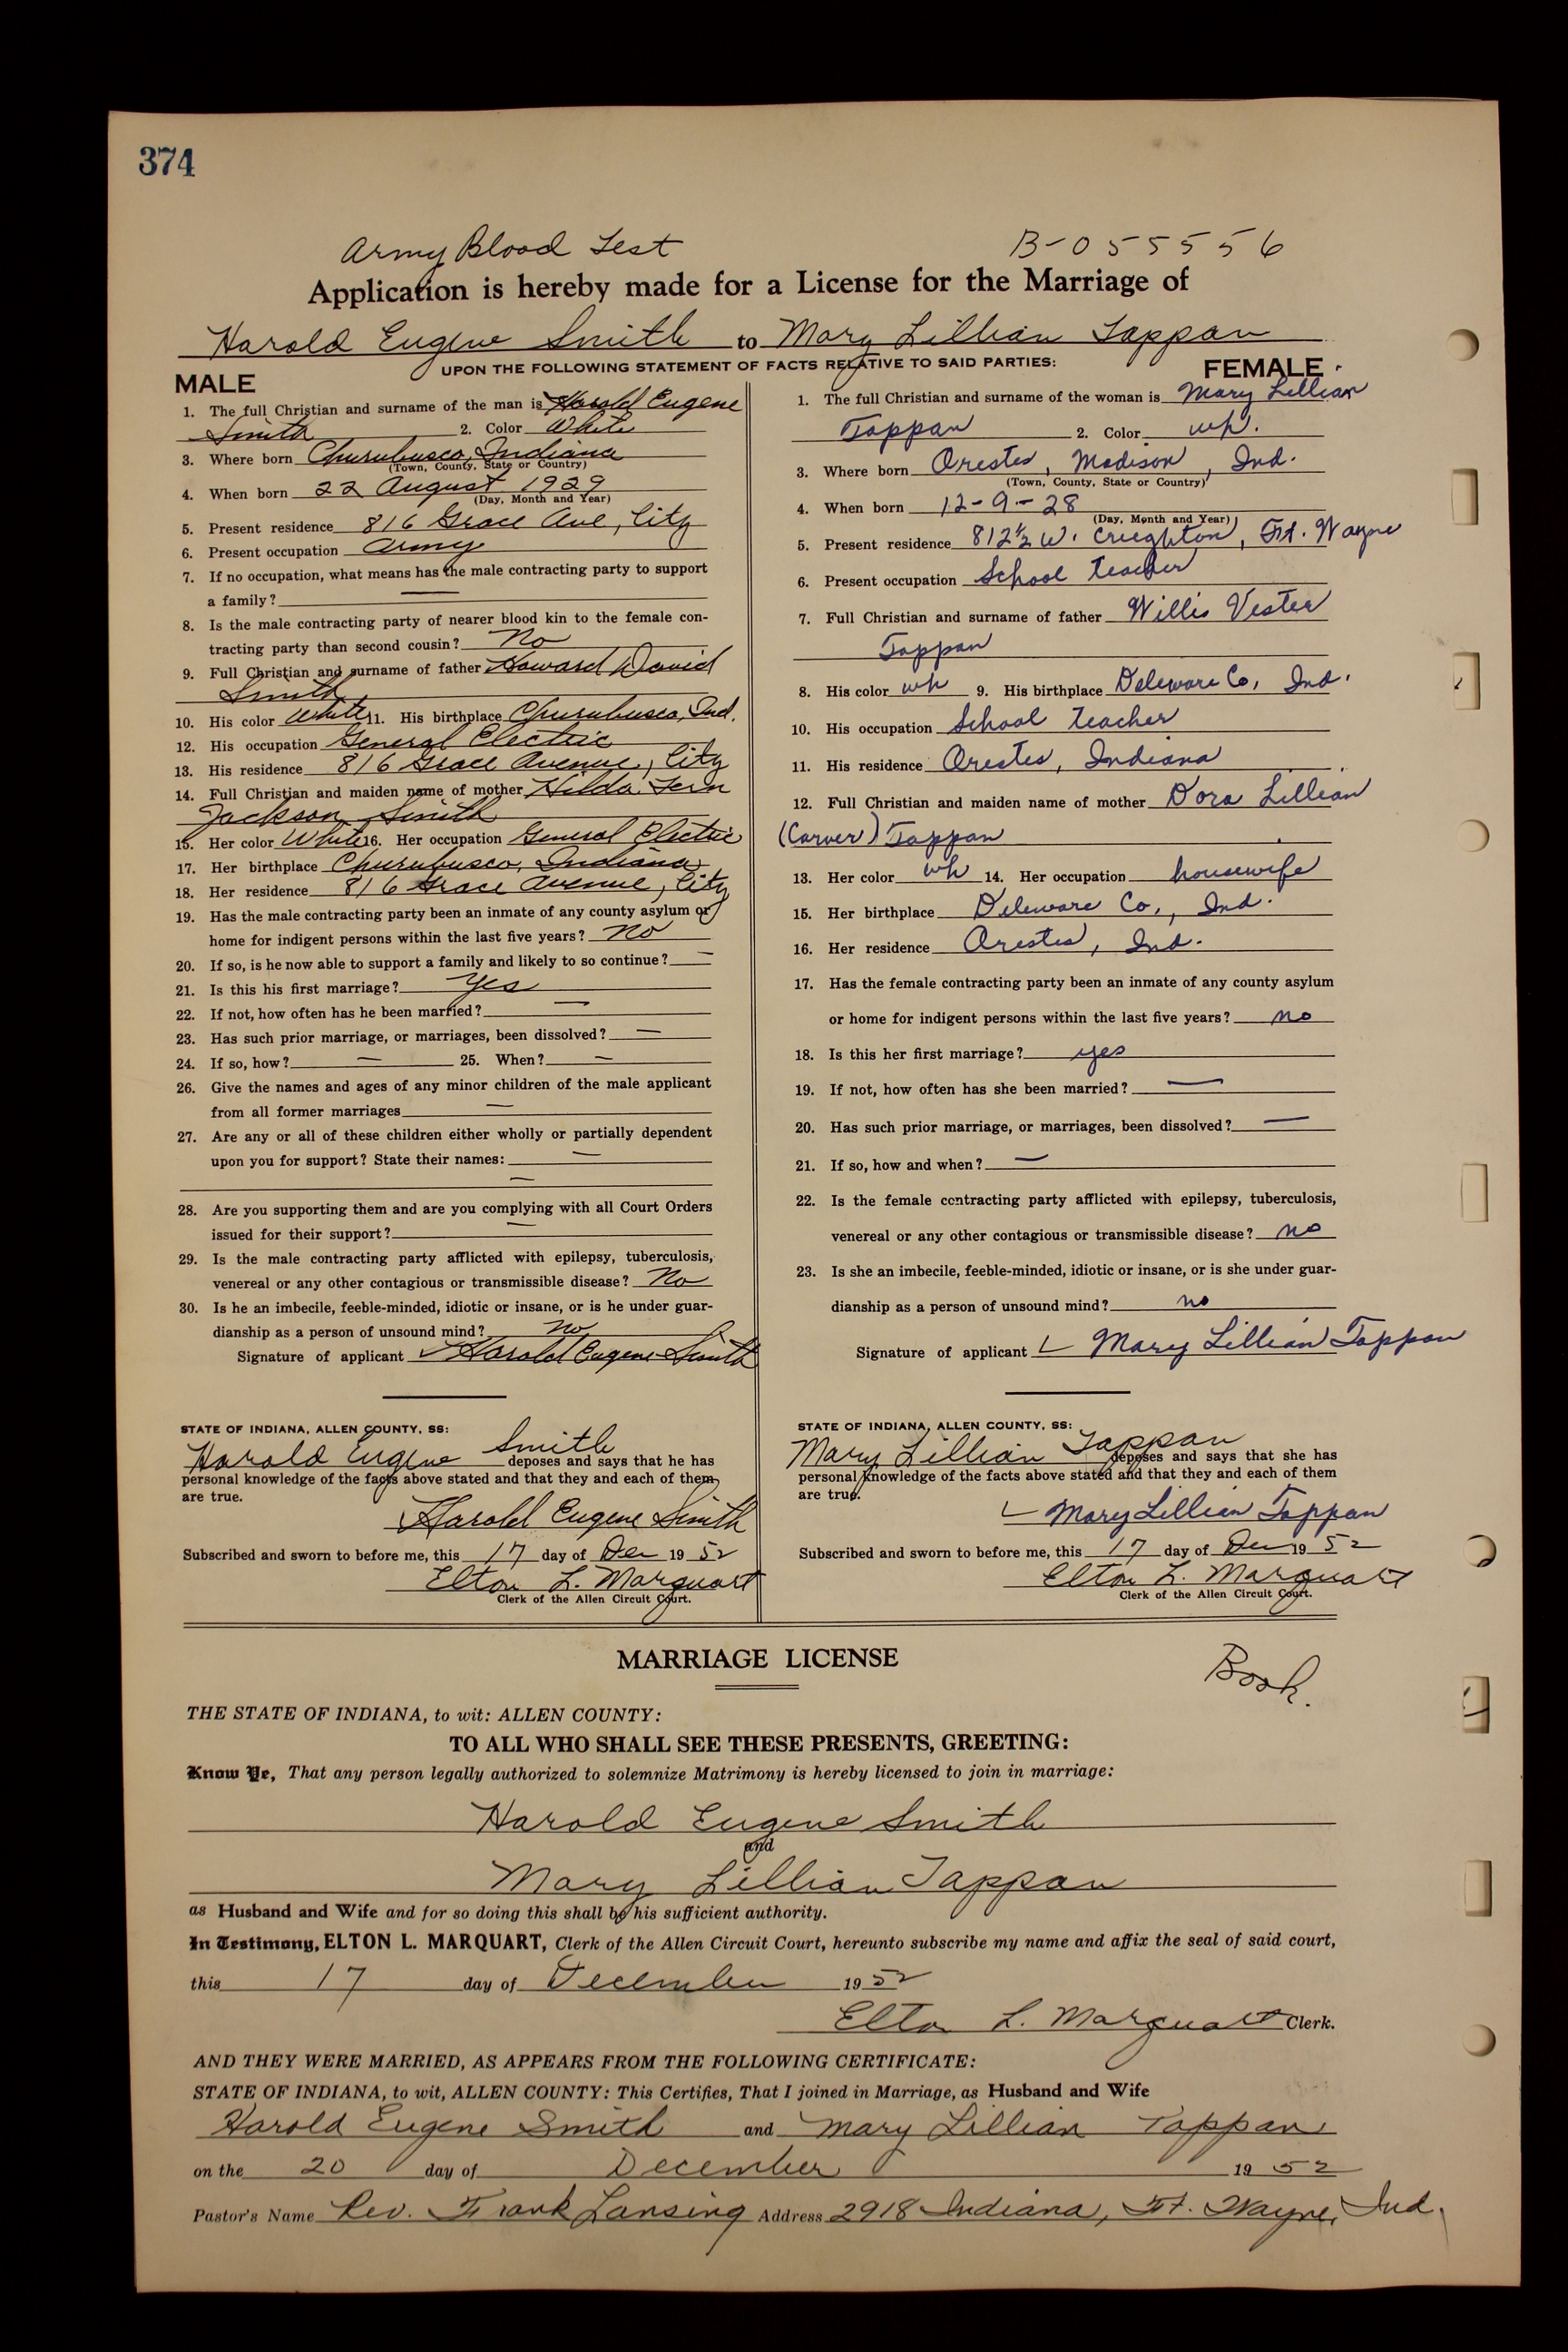 374
Army Blood Test B-055556
Application is hereby made for a License for the Marriage of
Harold Eugene Smith to Mary Lillian Tappan
UPON THE FOLLOWING STATEMENT OF FACTS RELATIVE TO SAID PARTIES:
MALE
1. The full Christian and surname of the man is Harold Eugene
Smith 2. Color White
3. Where born Churubusco, Indiana
(Town, County, State or Country)
4. When born 22 August 1929
(Day, Month and Year)
5. Present residence 816 Grace Ave, City
6. Present occupation Army
7. If no occupation, what means has the male contracting party to support
a family? —
8. Is the male contracting party of nearer blood kin to the female con-
tracting party than second cousin? No
9. Full Christian and surname of father Howard David
Smith
10. His color White 11. His birthplace Churubusco, Ind.
12. His occupation General Electric
13. His residence 816 Grace Avenue, City
14. Full Christian and maiden name of mother Hilda Fern
Jackson Smith
15. Her color White 16. Her occupation General Electric
17. Her birthplace Churubusco, Indiana
18. Her residence 816 Grace Avenue, City
19. Has the male contracting party been an inmate of any county asylum or
home for indigent persons within the last five years? No
20. If so, is he now able to support a family and likely to so continue? —
21. Is this his first marriage? Yes
22. If not, how often has he been married? —
23. Has such prior marriage, or marriages, been dissolved? —
24. If so, how? — 25. When? —
26. Give the names and ages of any minor children of the male applicant
from all former marriages —
27. Are any or all of these children either wholly or partially dependent
upon you for support? State their names: —
—
28. Are you supporting them and are you complying with all Court Orders
issued for their support? —
29. Is the male contracting party afflicted with epilepsy, tuberculosis,
venereal or any other contagious or transmissible disease? No
30. Is he an imbecile, feeble-minded, idiotic or insane, or is he under guar-
dianship as a person of unsound mind? No
Signature of applicant Harold Eugene Smith
STATE OF INDIANA, ALLEN COUNTY, SS:
Harold Eugene Smith deposes and says that he has
personal knowledge of the facts above stated and that they and each of them
are true.
Harold Eugene Smith
Subscribed and sworn to before me, this 17 day of Dec 1952
Elton L. Marquart
Clerk of the Allen Circuit Court.
FEMALE
1. The full Christian and surname of the woman is Mary Lillian
Tappan 2. Color wh.
3. Where born Orestes, Madison, Ind.
(Town, County, State or Country)
4. When born 12-9-28
(Day, Month and Year)
5. Present residence 812½ W. Creighton, Ft. Wayne
6. Present occupation School Teacher
7. Full Christian and surname of father Willis Vester
Tappan
8. His color wh 9. His birthplace Deleware Co, Ind.
10. His occupation School Teacher
11. His residence Orestes, Indiana
12. Full Christian and maiden name of mother Dora Lillian
(Carver) Tappan
13. Her color wh 14. Her occupation housewife
15. Her birthplace Deleware Co., Ind.
16. Her residence Orestes, Ind.
17. Has the female contracting party been an inmate of any county asylum
or home for indigent persons within the last five years? no
18. Is this her first marriage? yes
19. If not, how often has she been married? —
20. Has such prior marriage, or marriages, been dissolved? —
21. If so, how and when? —
22. Is the female contracting party afflicted with epilepsy, tuberculosis,
venereal or any other contagious or transmissible disease? no
23. Is she an imbecile, feeble-minded, idiotic or insane, or is she under guar-
dianship as a person of unsound mind? no
Signature of applicant Mary Lillian Tappan
STATE OF INDIANA, ALLEN COUNTY, SS:
Mary Lillian Tappan deposes and says that she has
personal knowledge of the facts above stated and that they and each of them
are true.
Mary Lillian Tappan
Subscribed and sworn to before me, this 17 day of Dec 1952
Elton L. Marquart
Clerk of the Allen Circuit Court.
MARRIAGE LICENSE
Book.
THE STATE OF INDIANA, to wit: ALLEN COUNTY:
TO ALL WHO SHALL SEE THESE PRESENTS, GREETING:
Know Ye, That any person legally authorized to solemnize Matrimony is hereby licensed to join in marriage:
Harold Eugene Smith
and
Mary Lillian Tappan
as Husband and Wife and for so doing this shall be his sufficient authority.
In Testimony, ELTON L. MARQUART, Clerk of the Allen Circuit Court, hereunto subscribe my name and affix the seal of said court,
this 17 day of December 1952
Elton L. Marquart Clerk.
AND THEY WERE MARRIED, AS APPEARS FROM THE FOLLOWING CERTIFICATE:
STATE OF INDIANA, to wit, ALLEN COUNTY: This Certifies, That I joined in Marriage, as Husband and Wife
Harold Eugene Smith and Mary Lillian Tappan
on the 20 day of December 1952
Pastor's Name Rev. Frank Lansing Address 2918 Indiana, Ft. Wayne, Ind.